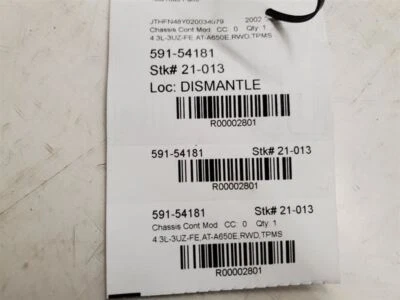 JTHFN48Y020034079 2002
Chassis Cont Mod CC: 0 Qty 1
4.3L-3UZ-FE,AT-A650E,RWD,TPMS
591-54181
Stk# 21-013
Loc: DISMANTLE
R00002801
591-54181 Stk# 21-013
R00002801
591-54181 Stk# 21-013
Chassis Cont Mod CC: 0 Qty 1
4.3L-3UZ-FE,AT-A650E,RWD,TPMS
R00002801